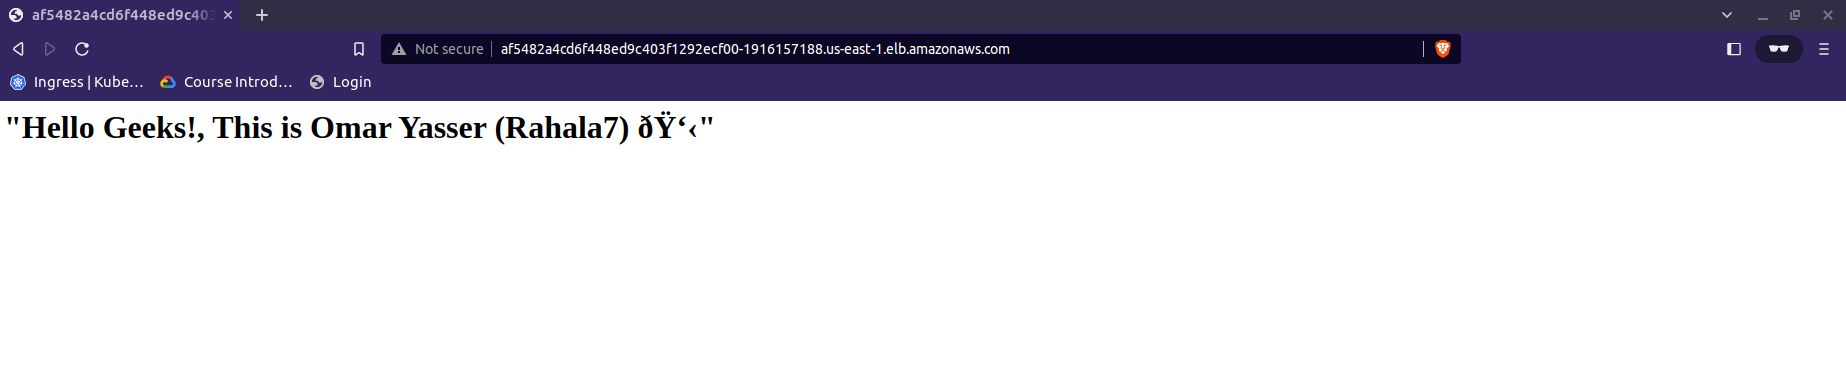 af5482a4cd6f448ed9c403
Not secure
af5482a4cd6f448ed9c403f1292ecf00-1916157188.us-east-1.elb.amazonaws.com
Ingress | Kube…
Course Introd…
Login
"Hello Geeks!, This is Omar Yasser (Rahala7) ðŸ‘‹"